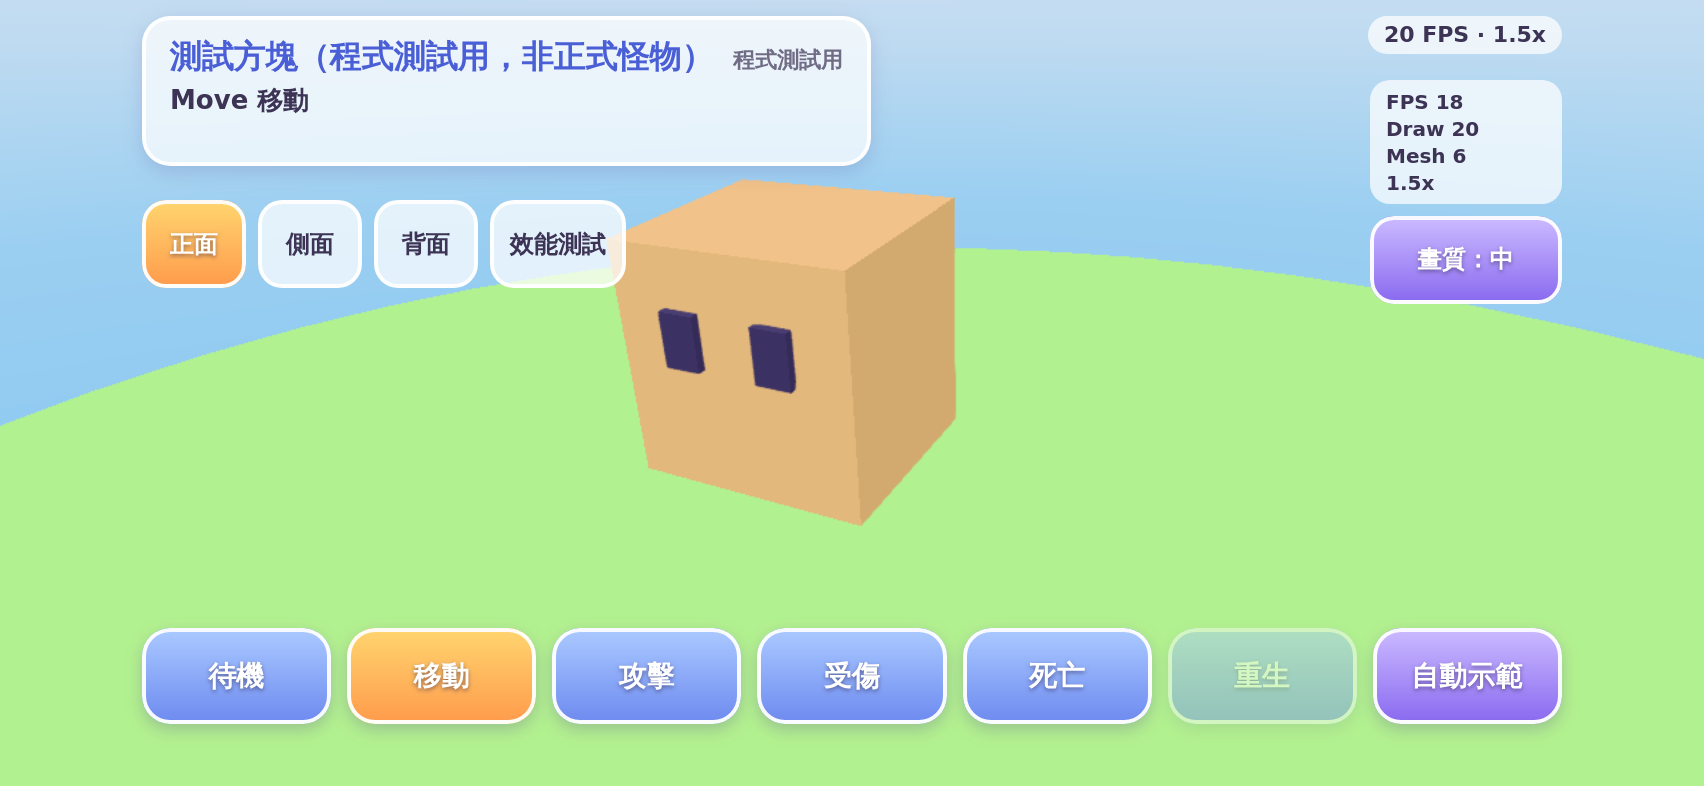 測試方塊（程式測試用，非正式怪物） 程式測試用
Move 移動
20 FPS · 1.5x
FPS 18
Draw 20
Mesh 6
1.5x
正面
側面
背面
效能測試
畫質：中
待機
移動
攻擊
受傷
死亡
重生
自動示範